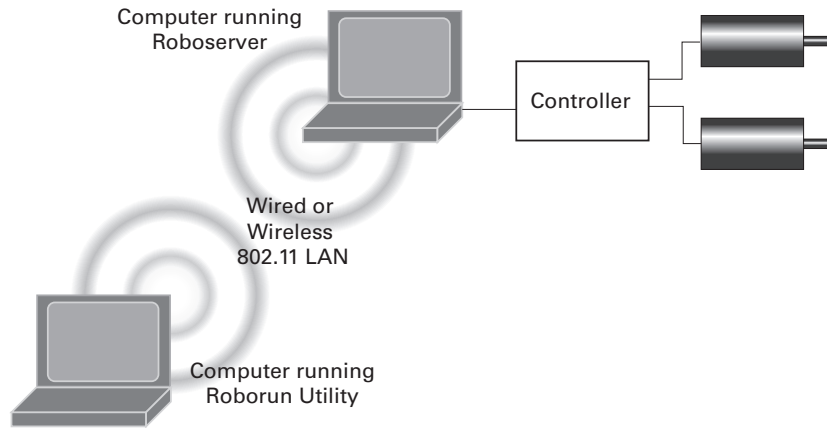 Computer running
Roboserver
Controller
Wired or
Wireless
802.11 LAN
Computer running
Roborun Utility